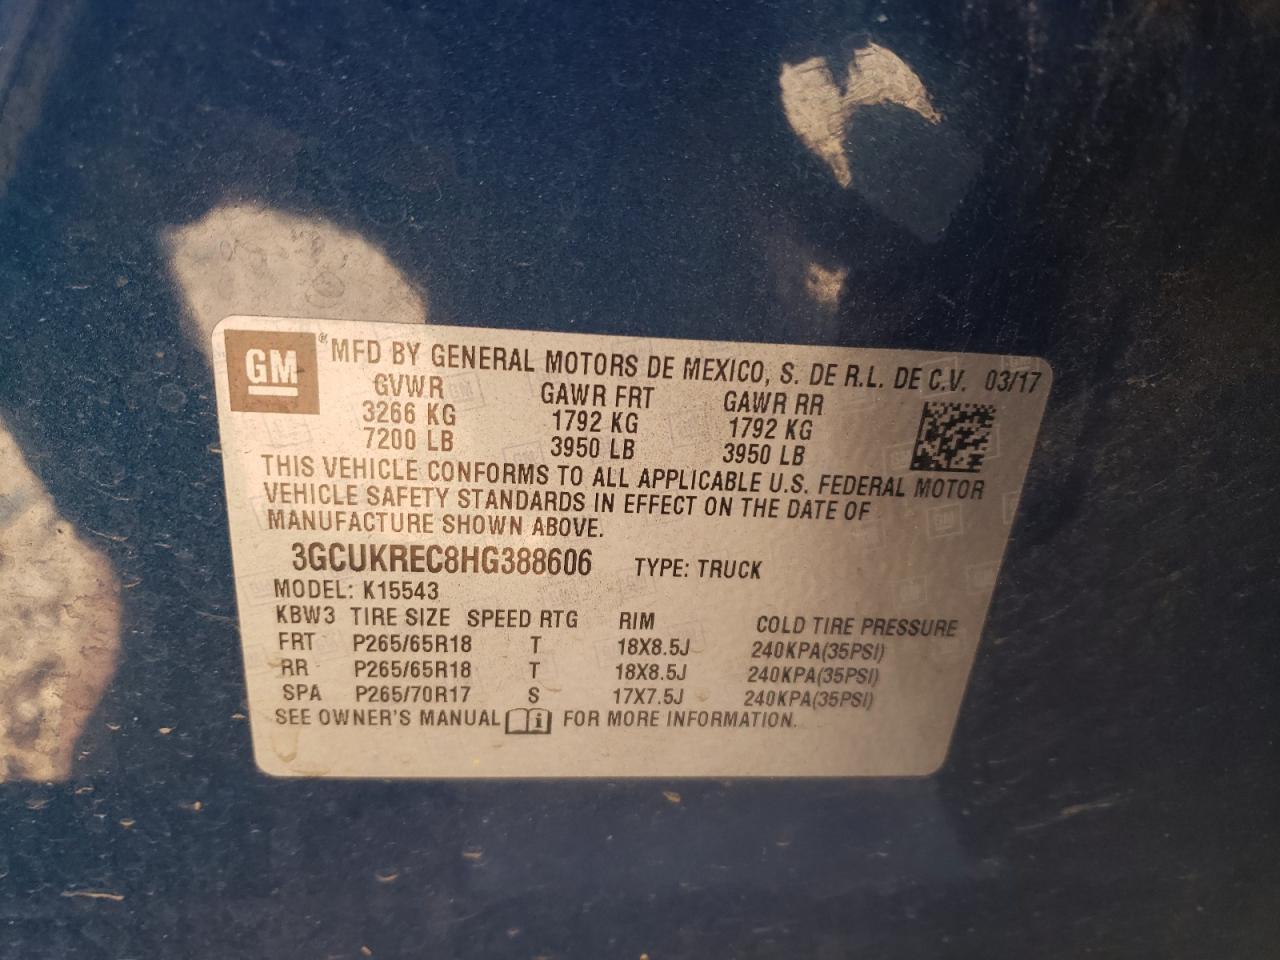 GM ® MFD BY GENERAL MOTORS DE MEXICO, S. DE R.L. DE C.V. 03/17
GVWR GAWR FRT GAWR RR
3266 KG 1792 KG 1792 KG
7200 LB 3950 LB 3950 LB
THIS VEHICLE CONFORMS TO ALL APPLICABLE U.S. FEDERAL MOTOR
VEHICLE SAFETY STANDARDS IN EFFECT ON THE DATE OF
MANUFACTURE SHOWN ABOVE.
3GCUKREC8HG388606 TYPE: TRUCK
MODEL: K15543
KBW3 TIRE SIZE SPEED RTG RIM COLD TIRE PRESSURE
FRT P265/65R18 T 18X8.5J 240KPA(35PSI)
RR P265/65R18 T 18X8.5J 240KPA(35PSI)
SPA P265/70R17 S 17X7.5J 240KPA(35PSI)
SEE OWNER'S MANUAL i FOR MORE INFORMATION.